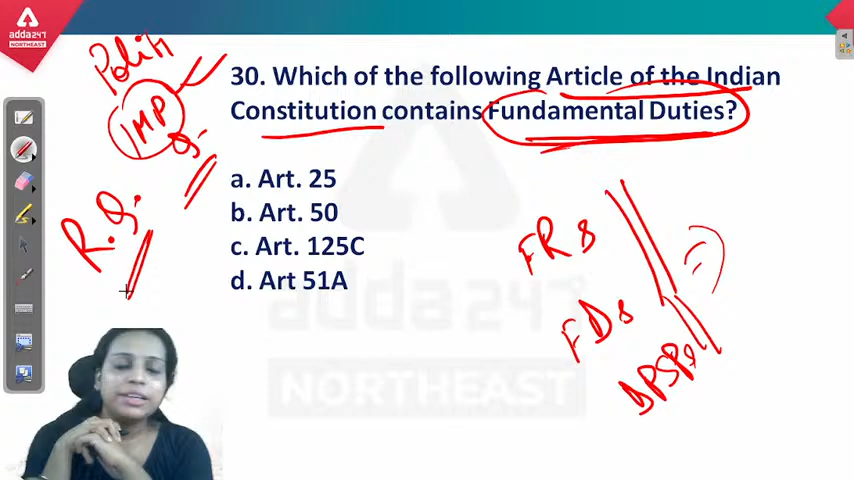 adda247
NORTHEAST
Politi
IMP
Q.
R.Q.
30. Which of the following Article of the Indian
Constitution contains Fundamental Duties?
a. Art. 25
b. Art. 50
c. Art. 125C
d. Art 51A
FRs
FDs
DPSPs
adda247
NORTHEAST